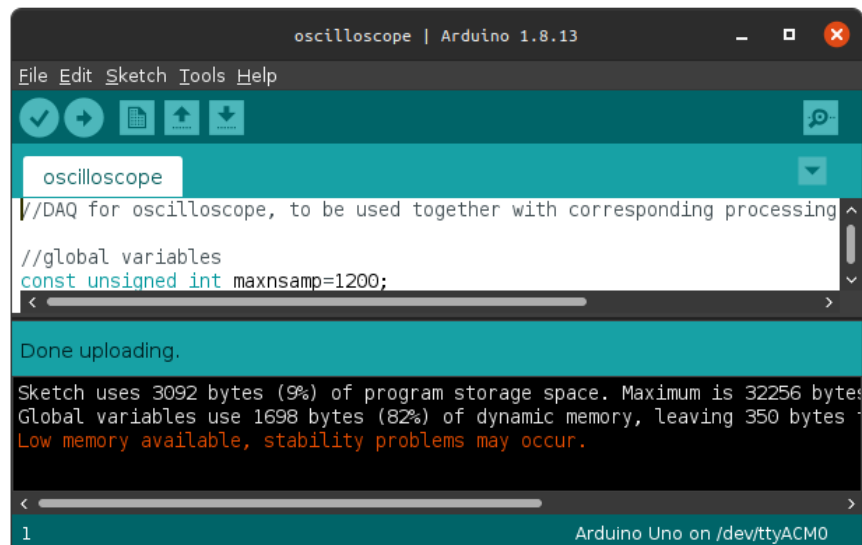 oscilloscope | Arduino 1.8.13
File Edit Sketch Tools Help
oscilloscope
//DAQ for oscilloscope, to be used together with corresponding processing
//global variables
const unsigned int maxnsamp=1200;
Done uploading.
Sketch uses 3092 bytes (9%) of program storage space. Maximum is 32256 bytes
Global variables use 1698 bytes (82%) of dynamic memory, leaving 350 bytes
Low memory available, stability problems may occur.
1 Arduino Uno on /dev/ttyACM0